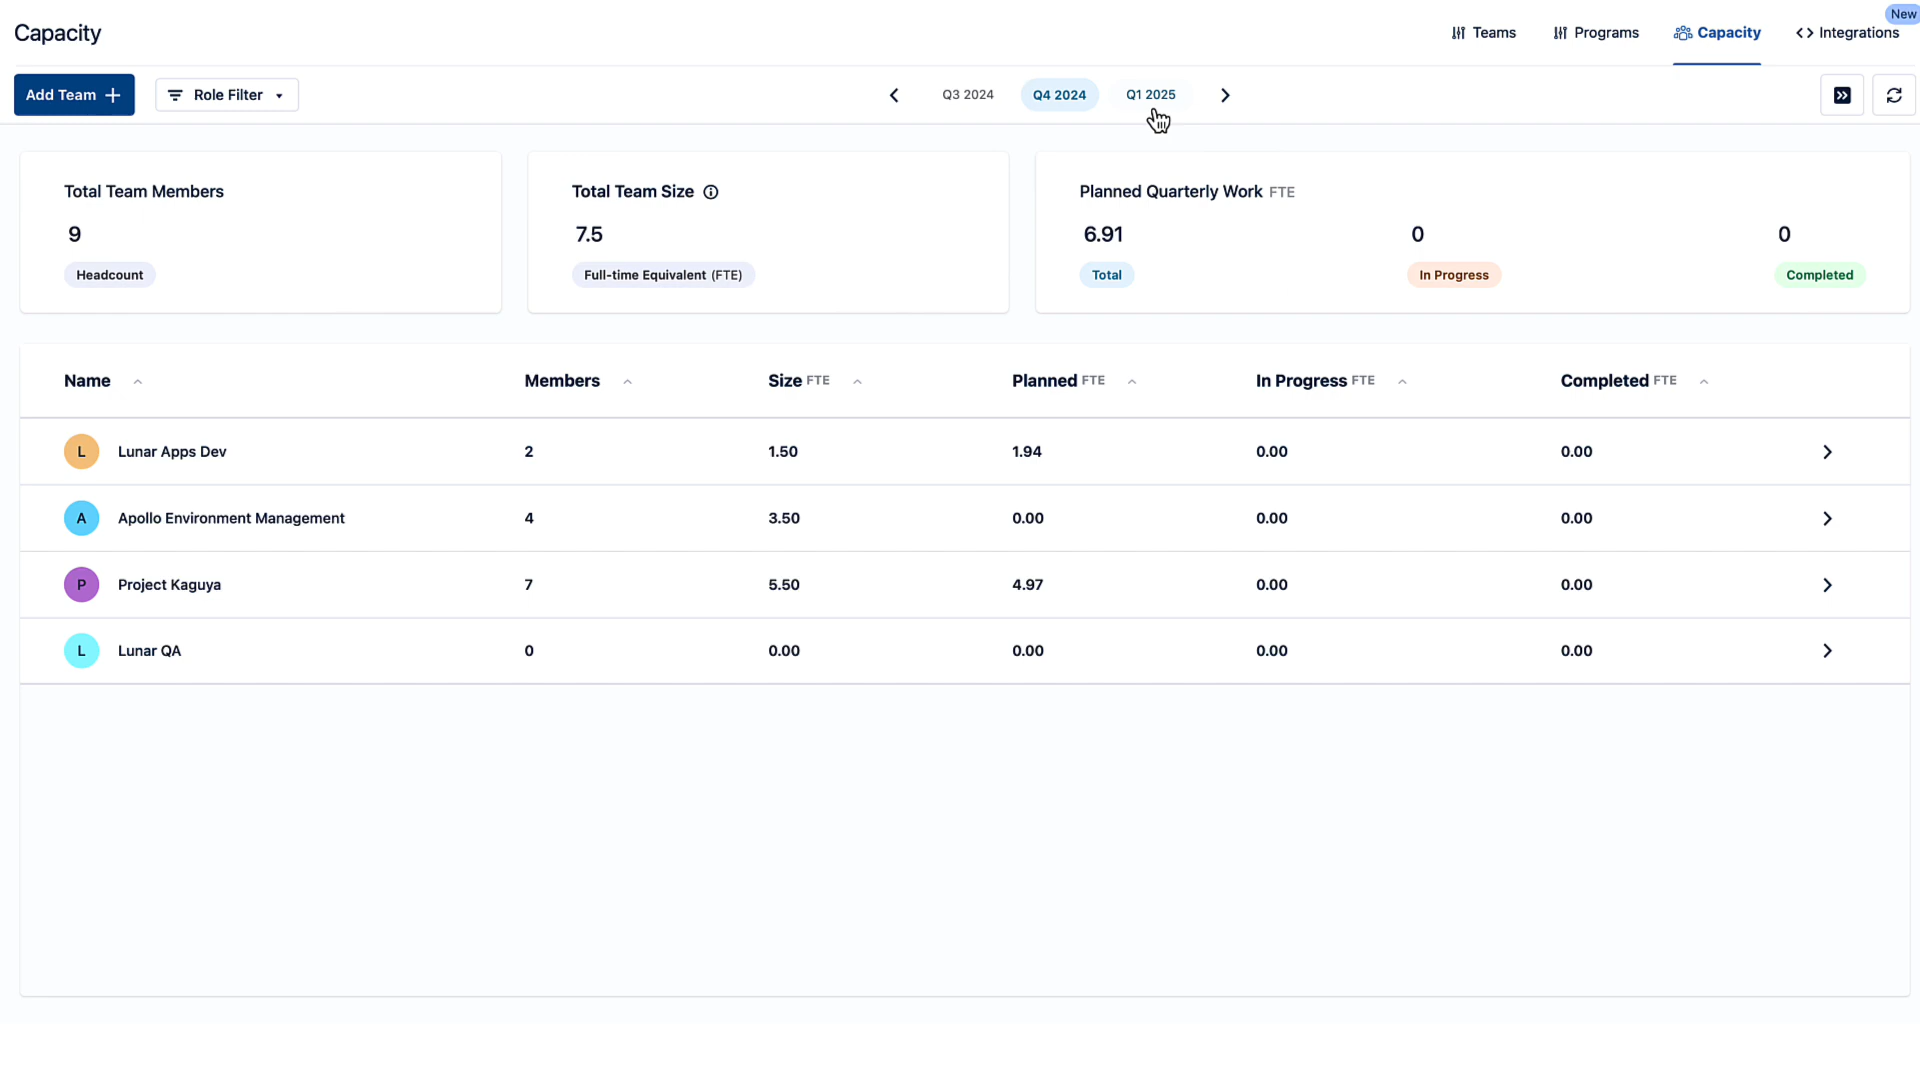 New
Capacity
Teams
Programs
Capacity
Integrations
Add Team
Role Filter
Q3 2024
Q4 2024
Q1 2025
Total Team Members
9
Headcount
Total Team Size
7.5
Full-time Equivalent (FTE)
Planned Quarterly Work FTE
6.91
0
0
Total
In Progress
Completed
Name
Members
Size FTE
Planned FTE
In Progress FTE
Completed FTE
L
Lunar Apps Dev
2
1.50
1.94
0.00
0.00
A
Apollo Environment Management
4
3.50
0.00
0.00
0.00
P
Project Kaguya
7
5.50
4.97
0.00
0.00
L
Lunar QA
0
0.00
0.00
0.00
0.00